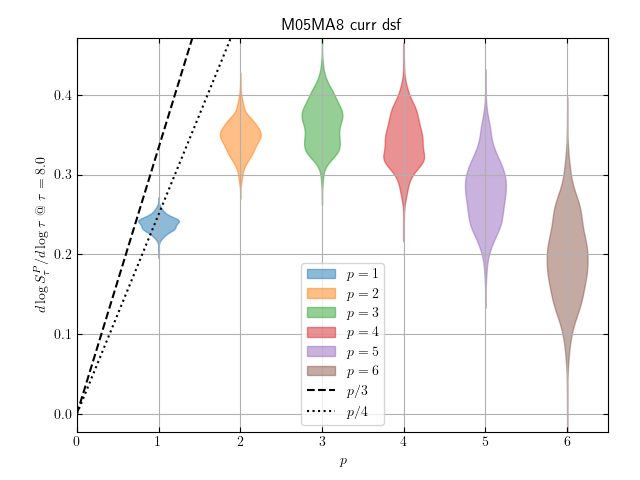 M05MA8 curr dsf
d log S_τ^P / d log τ @ τ = 8.0
0.4
0.3
0.2
0.1
0.0
p = 1
p = 2
p = 3
p = 4
p = 5
p = 6
p/3
p/4
0 1 2 3 4 5 6
p